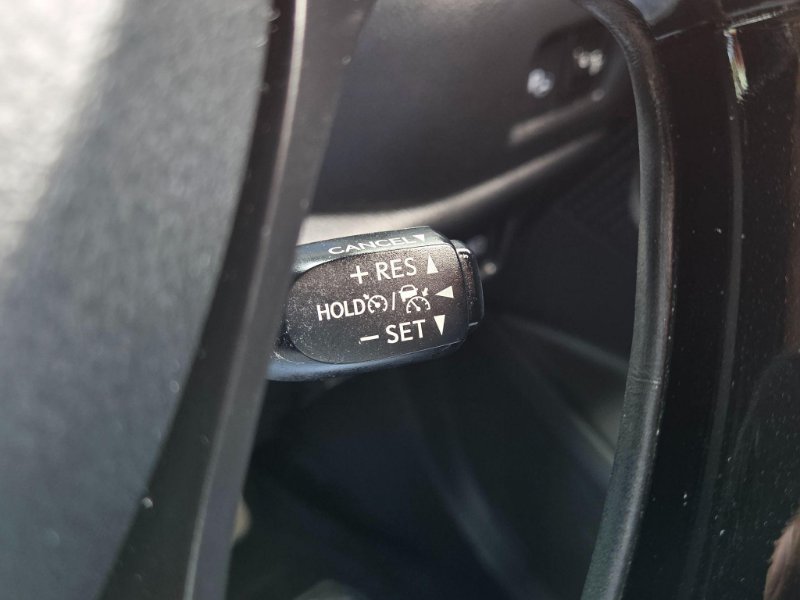 CANCEL
+ RES
HOLD /
− SET